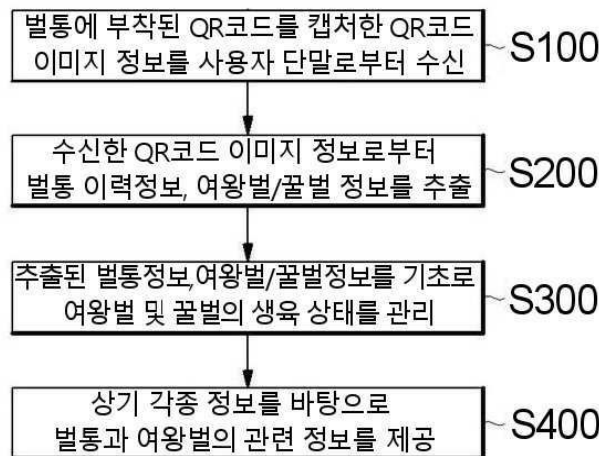 벌통에 부착된 QR코드를 캡처한 QR코드
이미지 정보를 사용자 단말로부터 수신
S100
수신한 QR코드 이미지 정보로부터
벌통 이력정보, 여왕벌/꿀벌 정보를 추출
S200
추출된 벌통정보,여왕벌/꿀벌정보를 기초로
여왕벌 및 꿀벌의 생육 상태를 관리
S300
상기 각종 정보를 바탕으로
벌통과 여왕벌의 관련 정보를 제공
S400